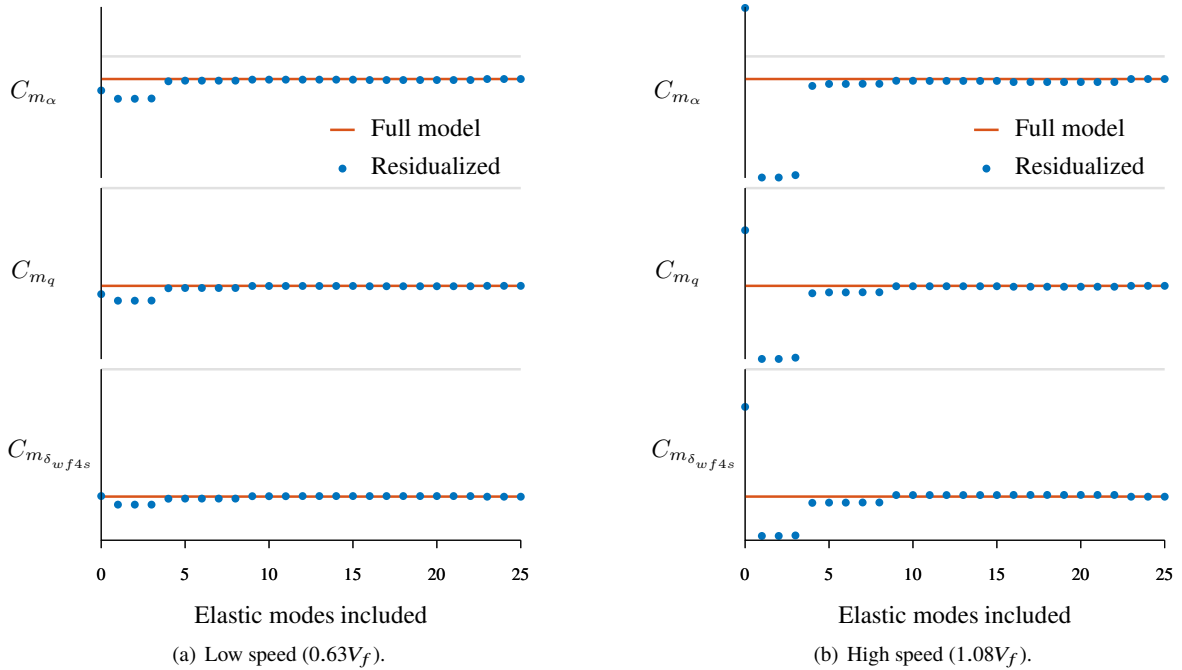 C_{m_α}
Full model
Residualized
C_{m_q}
C_{m_{δ_{wf4s}}}
0 5 10 15 20 25
Elastic modes included
(a) Low speed (0.63V_f).
C_{m_α}
Full model
Residualized
C_{m_q}
C_{m_{δ_{wf4s}}}
0 5 10 15 20 25
Elastic modes included
(b) High speed (1.08V_f).